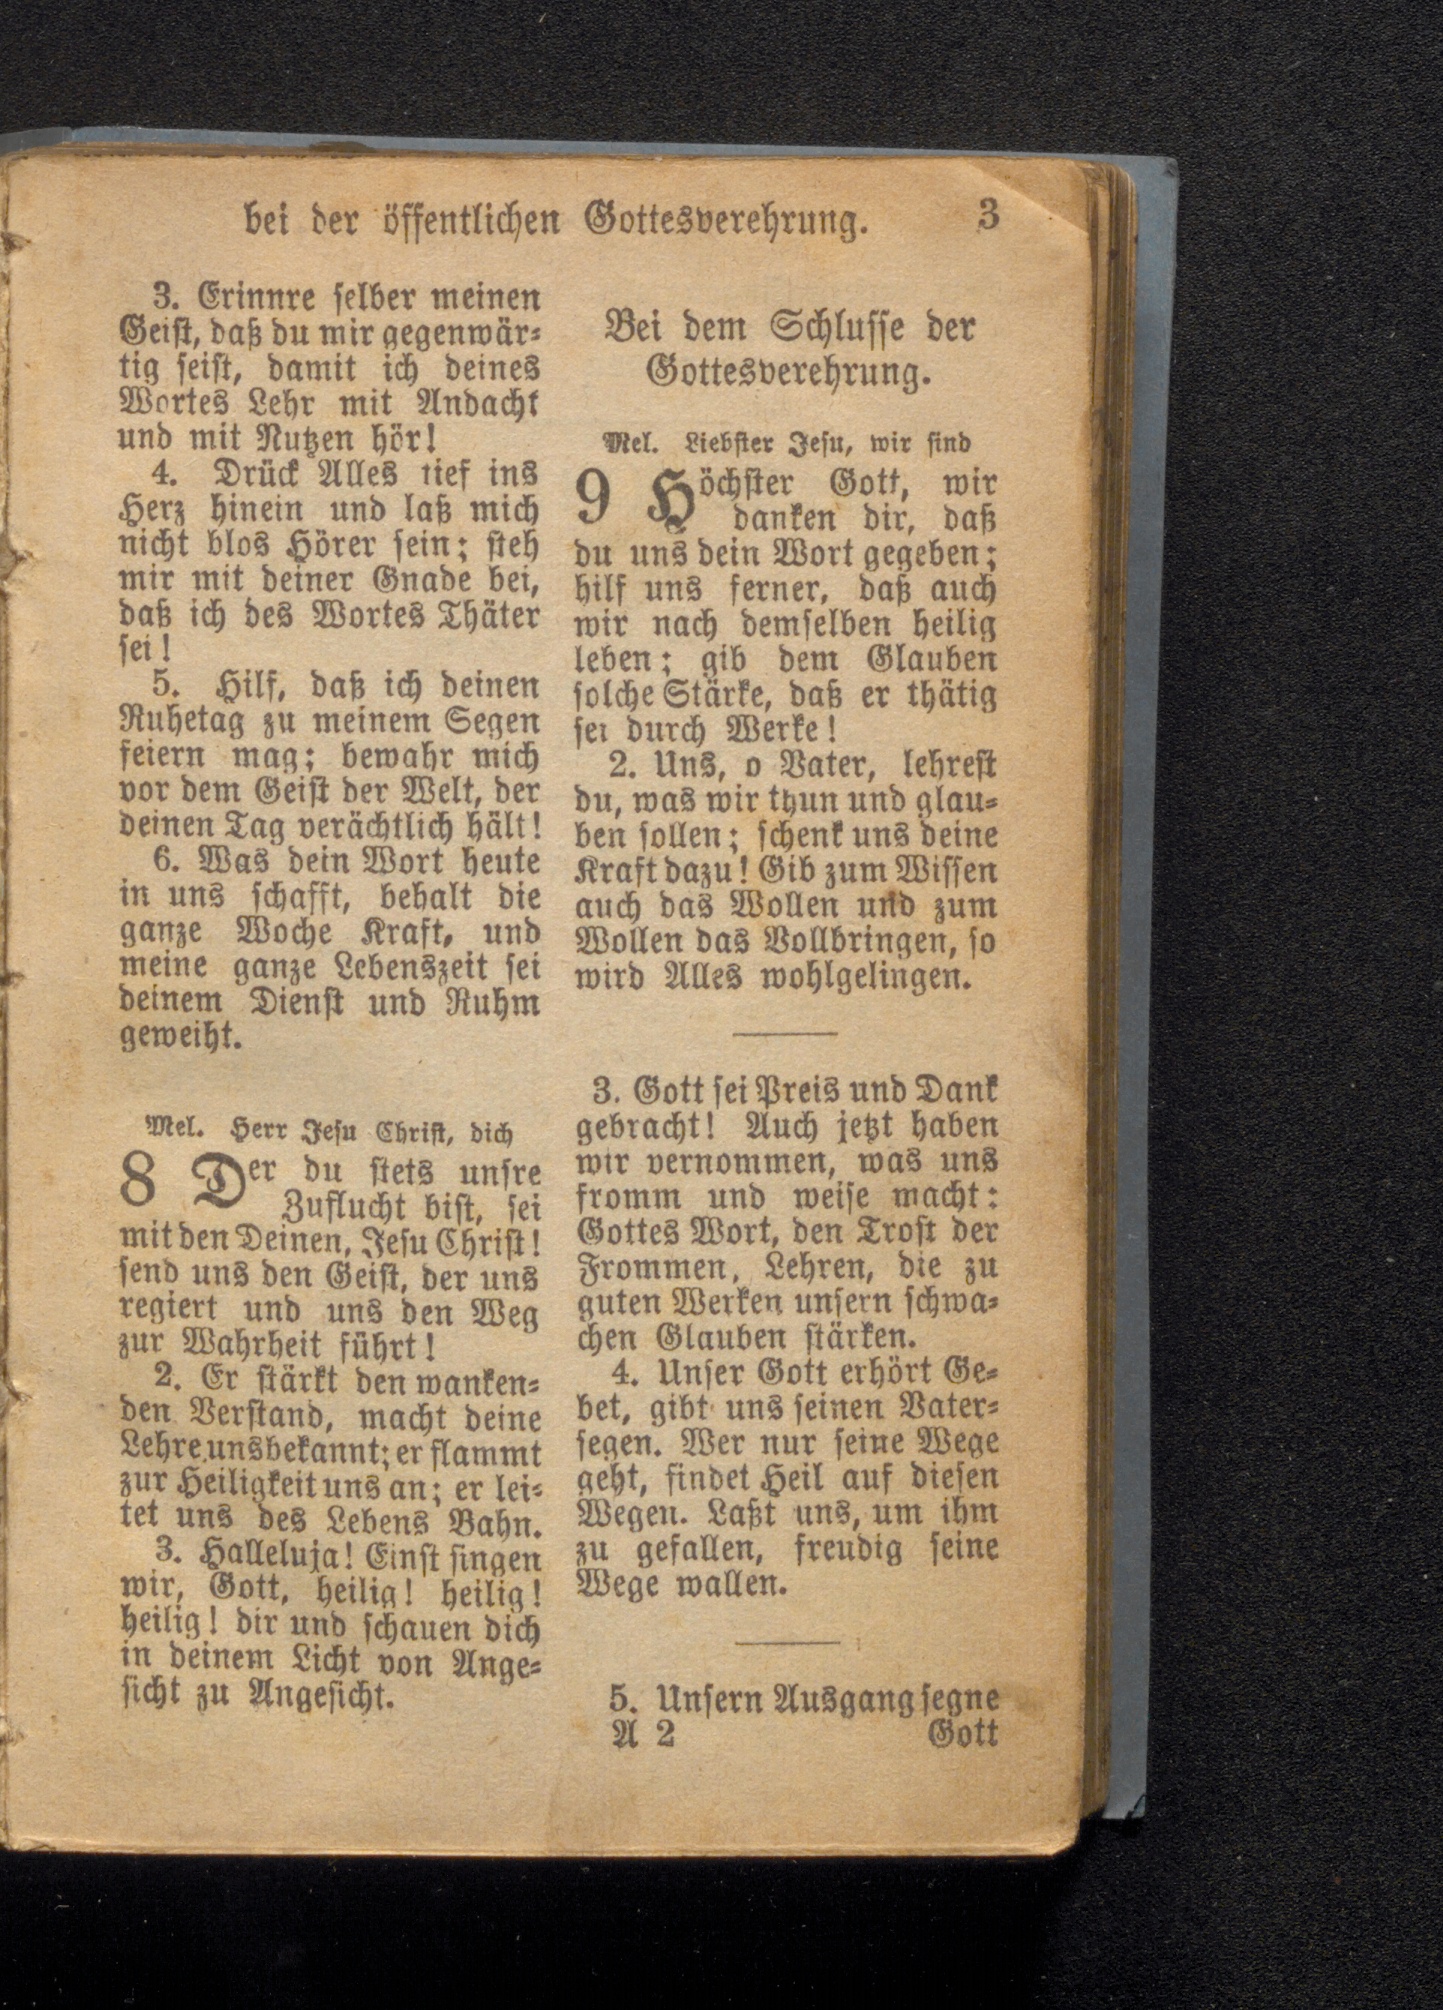 bei der öffentlichen Gottesverehrung. 3
3. Erinnre selber meinen
Geist, daß du mir gegenwär-
tig seist, damit ich deines
Wortes Lehr mit Andacht
und mit Nutzen hör!
4. Drück Alles tief ins
Herz hinein und laß mich
nicht blos Hörer sein; steh
mir mit deiner Gnade bei,
daß ich des Wortes Thäter
sei!
5. Hilf, daß ich deinen
Ruhetag zu meinem Segen
feiern mag; bewahr mich
vor dem Geist der Welt, der
deinen Tag verächtlich hält!
6. Was dein Wort heute
in uns schafft, behalt die
ganze Woche Kraft, und
meine ganze Lebenszeit sei
deinem Dienst und Ruhm
geweiht.
Mel. Herr Jesu Christ, dich
8 Der du stets unsre
Zuflucht bist, sei
mit den Deinen, Jesu Christ!
send uns den Geist, der uns
regiert und uns den Weg
zur Wahrheit führt!
2. Er stärkt den wanken-
den Verstand, macht deine
Lehre uns bekannt; er flammt
zur Heiligkeit uns an; er lei-
tet uns des Lebens Bahn.
3. Halleluja! Einst singen
wir, Gott, heilig! heilig!
heilig! dir und schauen dich
in deinem Licht von Ange-
sicht zu Angesicht.
Bei dem Schlusse der
Gottesverehrung.
Mel. Liebster Jesu, wir sind
9 Höchster Gott, wir
danken dir, daß
du uns dein Wort gegeben;
hilf uns ferner, daß auch
wir nach demselben heilig
leben; gib dem Glauben
solche Stärke, daß er thätig
sei durch Werke!
2. Uns, o Vater, lehrest
du, was wir thun und glau-
ben sollen; schenk uns deine
Kraft dazu! Gib zum Wissen
auch das Wollen und zum
Wollen das Vollbringen, so
wird Alles wohlgelingen.
3. Gott sei Preis und Dank
gebracht! Auch jetzt haben
wir vernommen, was uns
fromm und weise macht:
Gottes Wort, den Trost der
Frommen, Lehren, die zu
guten Werken unsern schwa-
chen Glauben stärken.
4. Unser Gott erhört Ge-
bet, gibt uns seinen Vater-
segen. Wer nur seine Wege
geht, findet Heil auf diesen
Wegen. Laßt uns, um ihm
zu gefallen, freudig seine
Wege wallen.
5. Unsern Ausgang segne
A 2 Gott